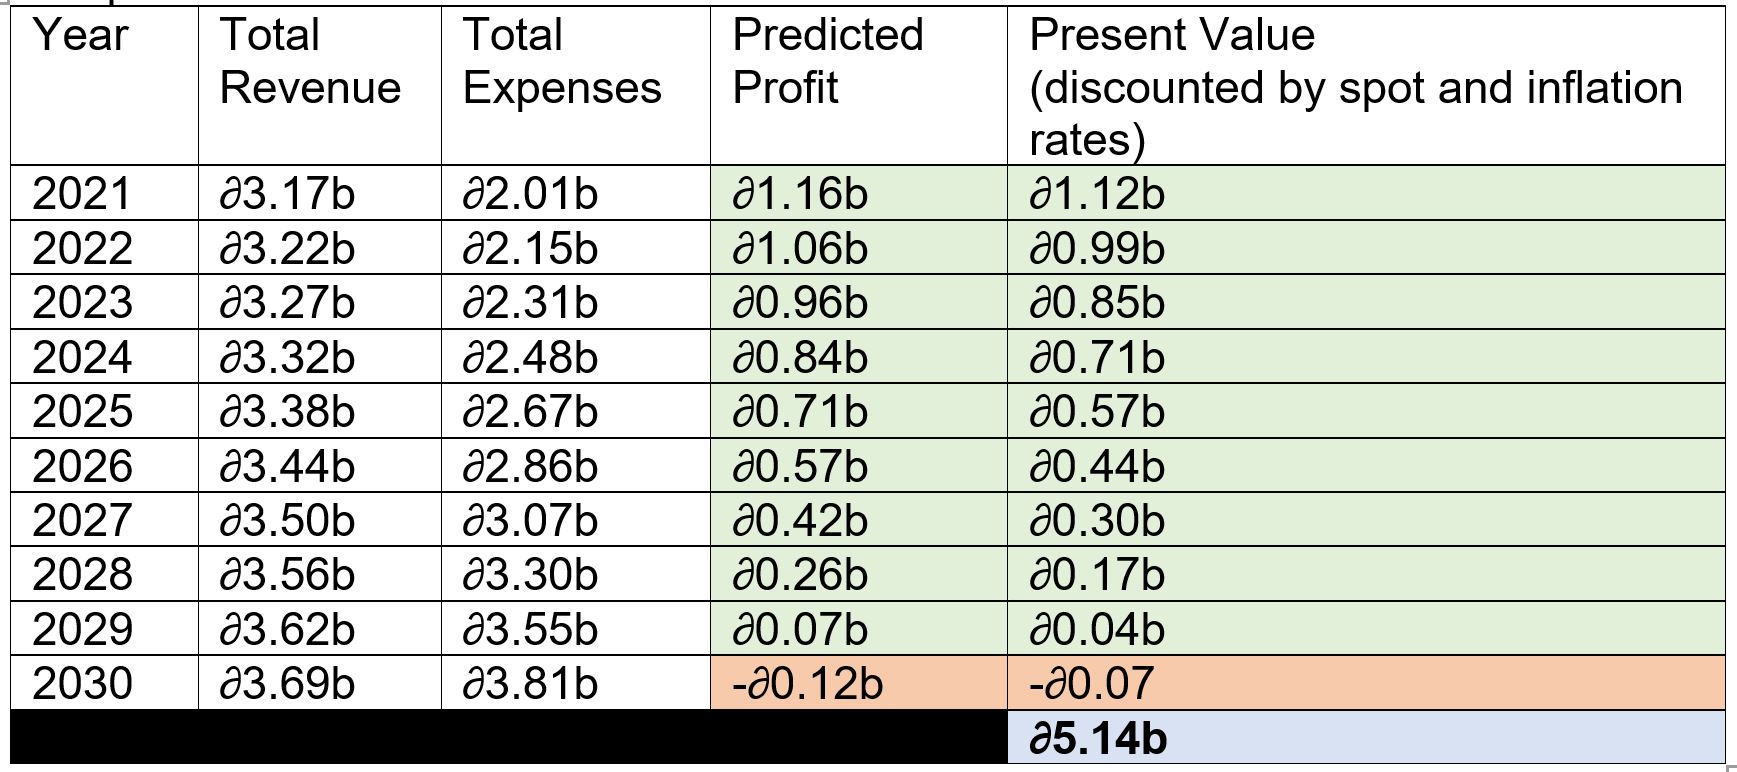 Year Total Revenue Total Expenses Predicted Profit Present Value (discounted by spot and inflation rates)
2021 ∂3.17b ∂2.01b ∂1.16b ∂1.12b
2022 ∂3.22b ∂2.15b ∂1.06b ∂0.99b
2023 ∂3.27b ∂2.31b ∂0.96b ∂0.85b
2024 ∂3.32b ∂2.48b ∂0.84b ∂0.71b
2025 ∂3.38b ∂2.67b ∂0.71b ∂0.57b
2026 ∂3.44b ∂2.86b ∂0.57b ∂0.44b
2027 ∂3.50b ∂3.07b ∂0.42b ∂0.30b
2028 ∂3.56b ∂3.30b ∂0.26b ∂0.17b
2029 ∂3.62b ∂3.55b ∂0.07b ∂0.04b
2030 ∂3.69b ∂3.81b -∂0.12b -∂0.07
∂5.14b